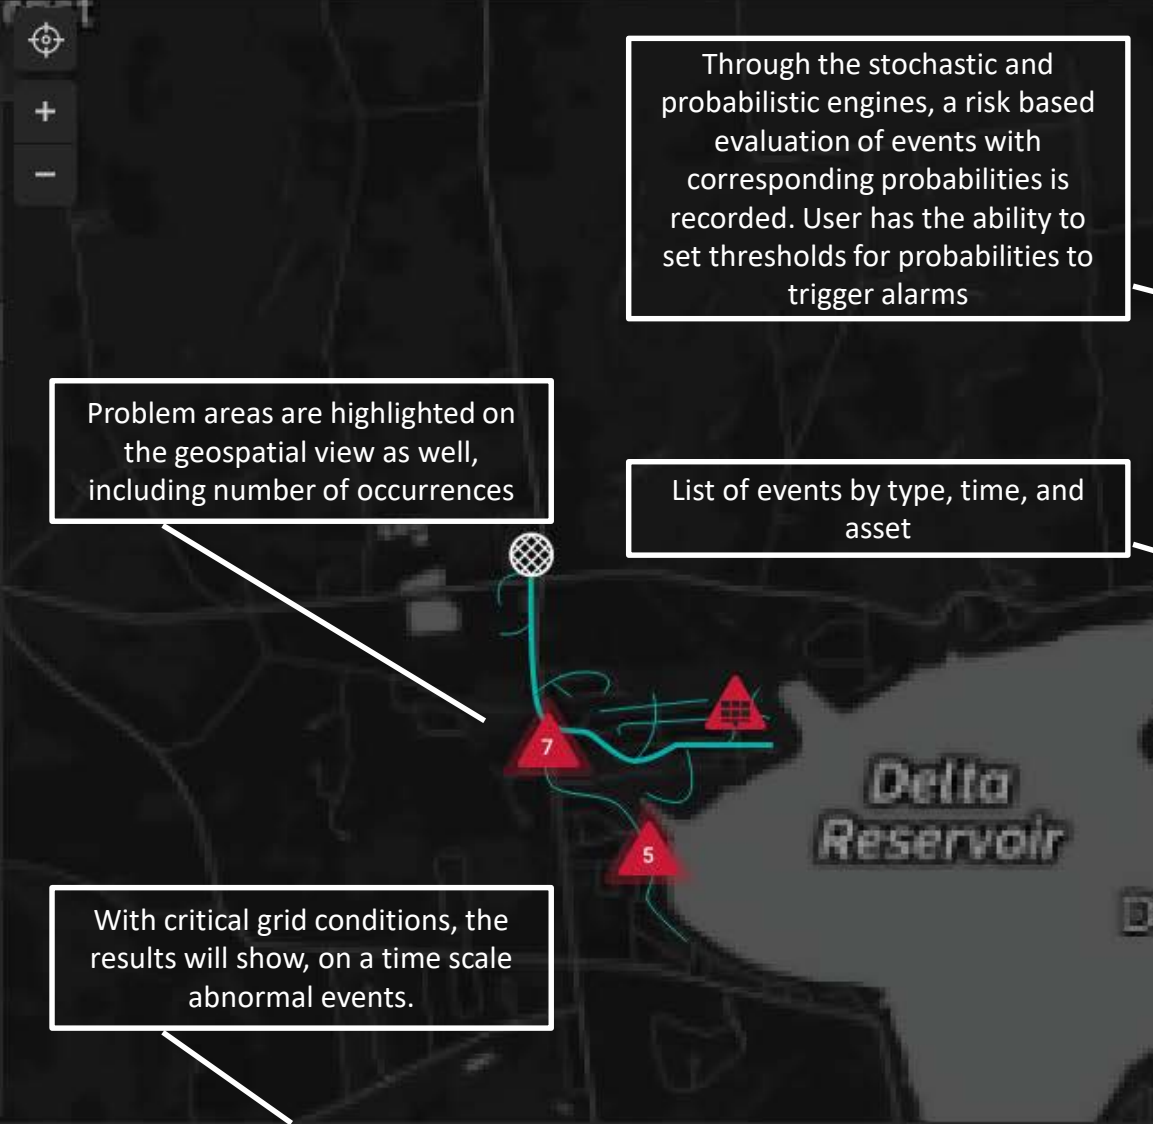 Through the stochastic and
probabilistic engines, a risk based
evaluation of events with
corresponding probabilities is
recorded. User has the ability to
set thresholds for probabilities to
trigger alarms
Problem areas are highlighted on
the geospatial view as well,
including number of occurrences
List of events by type, time, and
asset
7
5
Delta
Reservoir
D
With critical grid conditions, the
results will show, on a time scale
abnormal events.